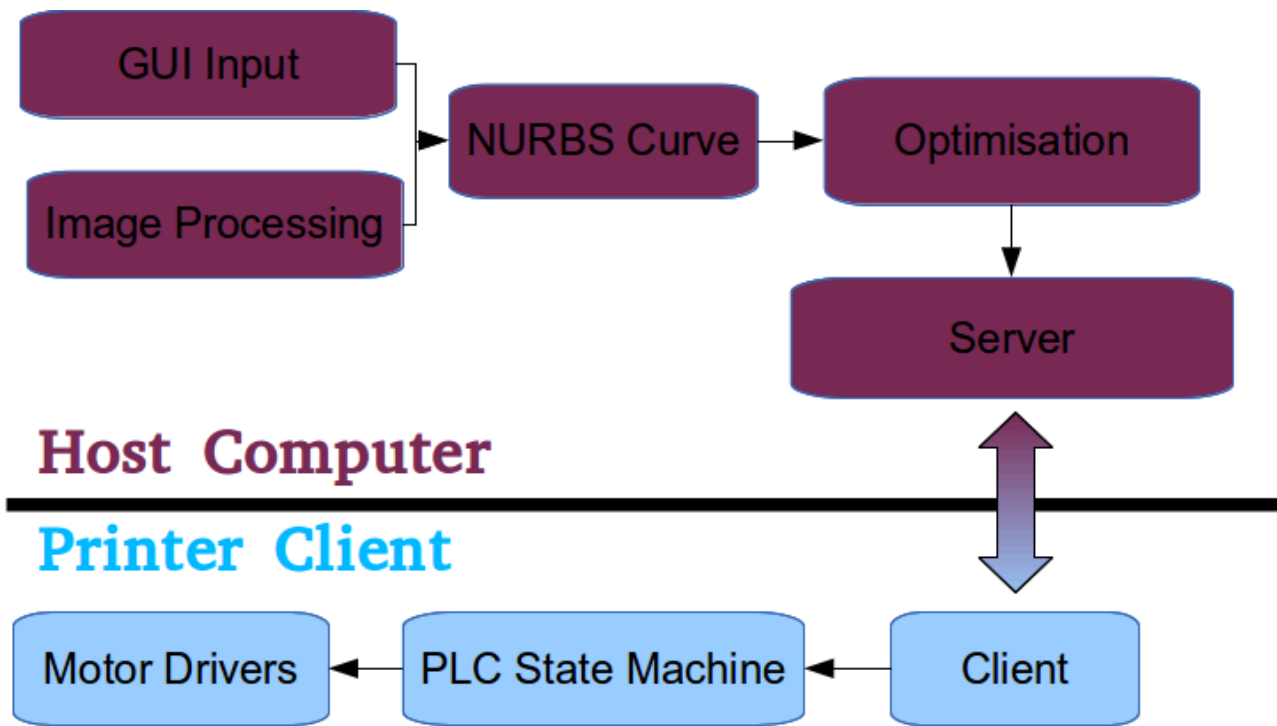 GUI Input
Image Processing
NURBS Curve
Optimisation
Server
Host Computer
Printer Client
Motor Drivers
PLC State Machine
Client